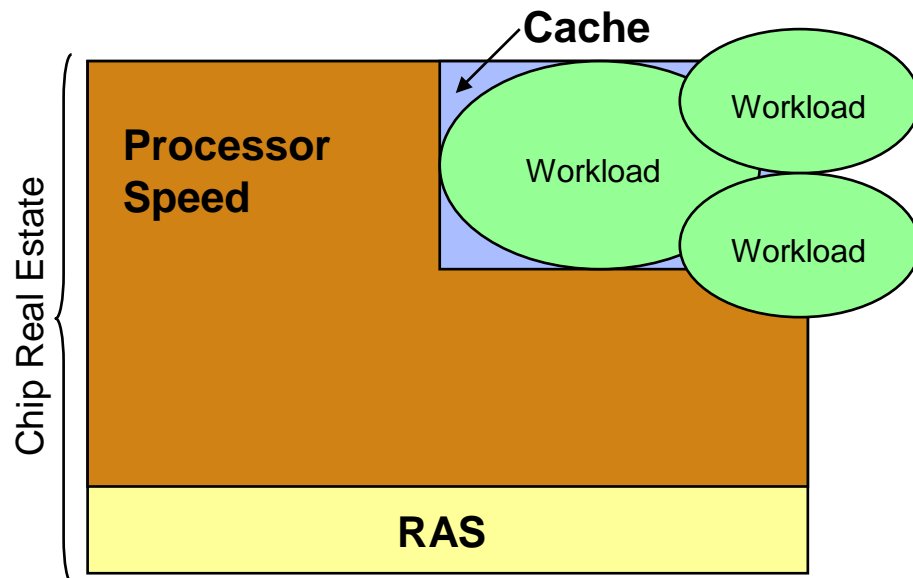 Cache
Workload
Processor
Speed
Workload
Workload
Chip Real Estate
RAS